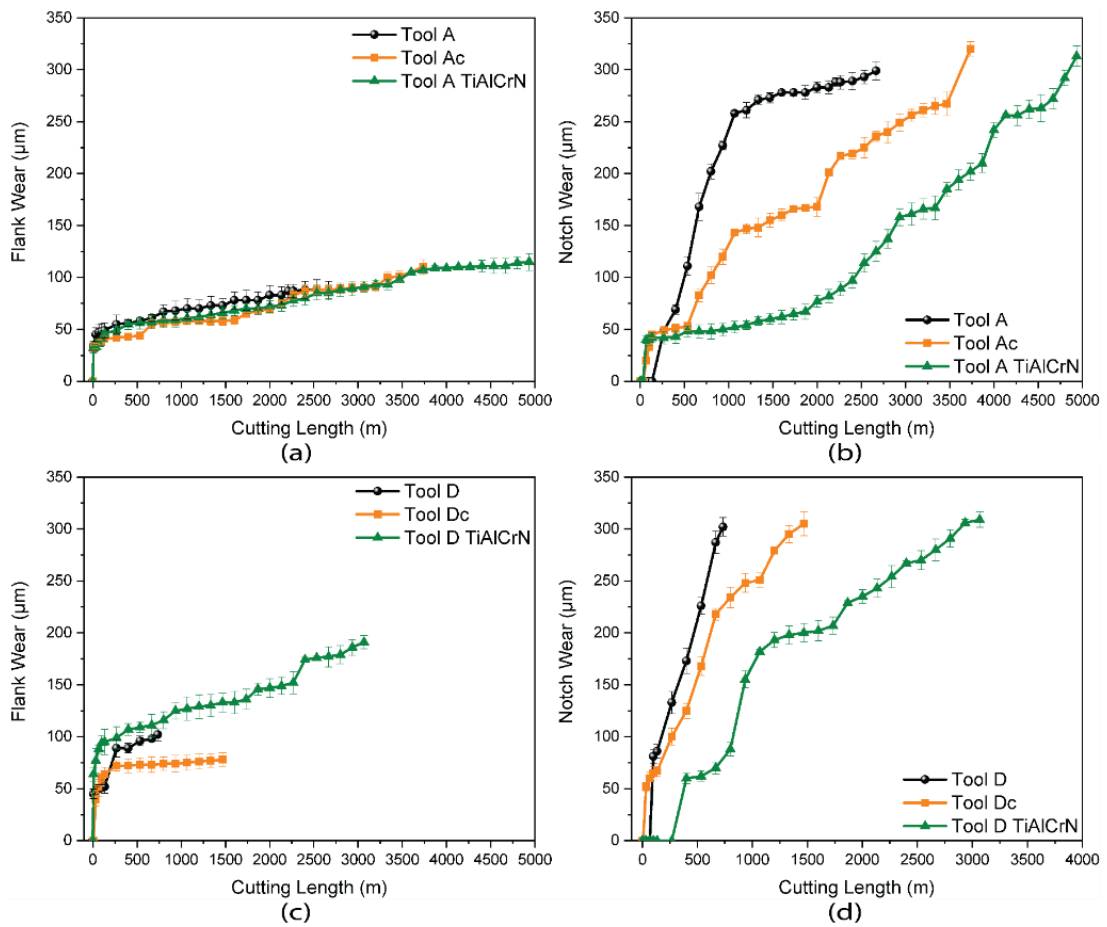 350
300
250
200
150
100
50
0
Flank Wear (μm)
Tool A
Tool Ac
Tool A TiAlCrN
0 500 1000 1500 2000 2500 3000 3500 4000 4500 5000
Cutting Length (m)
(a)
350
300
250
200
150
100
50
0
Notch Wear (μm)
Tool A
Tool Ac
Tool A TiAlCrN
0 500 1000 1500 2000 2500 3000 3500 4000 4500 5000
Cutting Length (m)
(b)
350
300
250
200
150
100
50
0
Flank Wear (μm)
Tool D
Tool Dc
Tool D TiAlCrN
0 500 1000 1500 2000 2500 3000 3500 4000 4500 5000
Cutting Length (m)
(c)
350
300
250
200
150
100
50
0
Notch Wear (μm)
Tool D
Tool Dc
Tool D TiAlCrN
0 500 1000 1500 2000 2500 3000 3500 4000
Cutting Length (m)
(d)